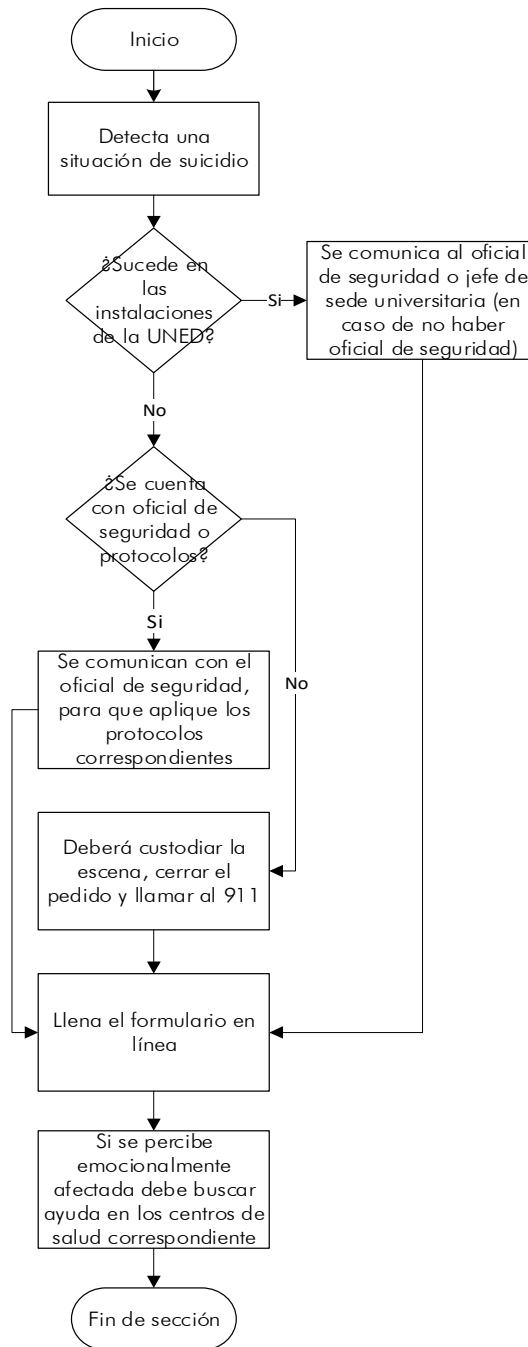 Inicio
Detecta una
situación de suicidio
¿Sucede en
las
instalaciones
de la UNED?
Si
Se comunica al oficial
de seguridad o jefe de
sede universitaria (en
caso de no haber
oficial de seguridad)
No
¿Se cuenta
con oficial de
seguridad o
protocolos?
Si
No
Se comunican con el
oficial de seguridad,
para que aplique los
protocolos
correspondientes
Deberá custodiar la
escena, cerrar el
pedido y llamar al 911
Llena el formulario en
línea
Si se percibe
emocionalmente
afectada debe buscar
ayuda en los centros de
salud correspondiente
Fin de sección